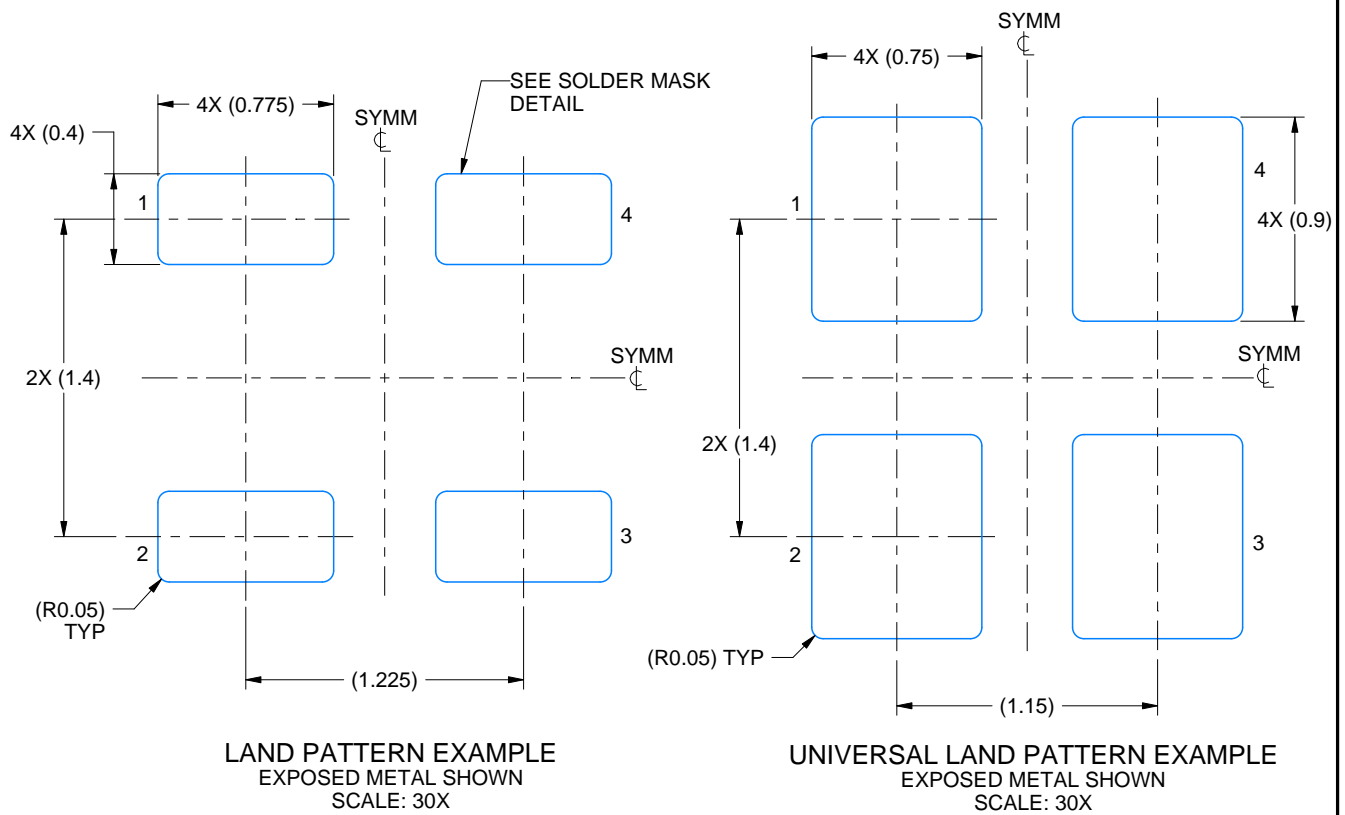 4X (0.775)
4X (0.4)
SYMM
SEE SOLDER MASK
DETAIL
1
4
2X (1.4)
SYMM
2
3
(R0.05)
TYP
(1.225)
LAND PATTERN EXAMPLE
EXPOSED METAL SHOWN
SCALE: 30X
SYMM
4X (0.75)
1
4
4X (0.9)
SYMM
2X (1.4)
2
3
(R0.05) TYP
(1.15)
UNIVERSAL LAND PATTERN EXAMPLE
EXPOSED METAL SHOWN
SCALE: 30X